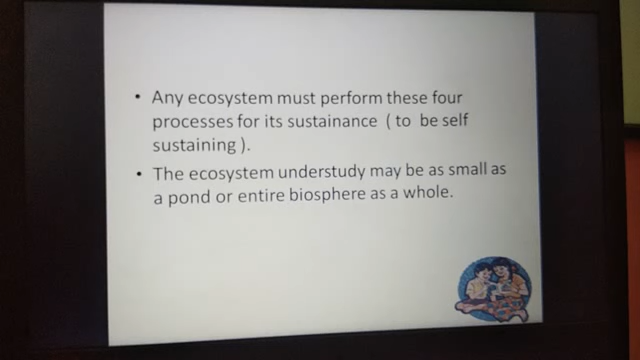 • Any ecosystem must perform these four
processes for its sustainance ( to be self
sustaining ).
• The ecosystem understudy may be as small as
a pond or entire biosphere as a whole.